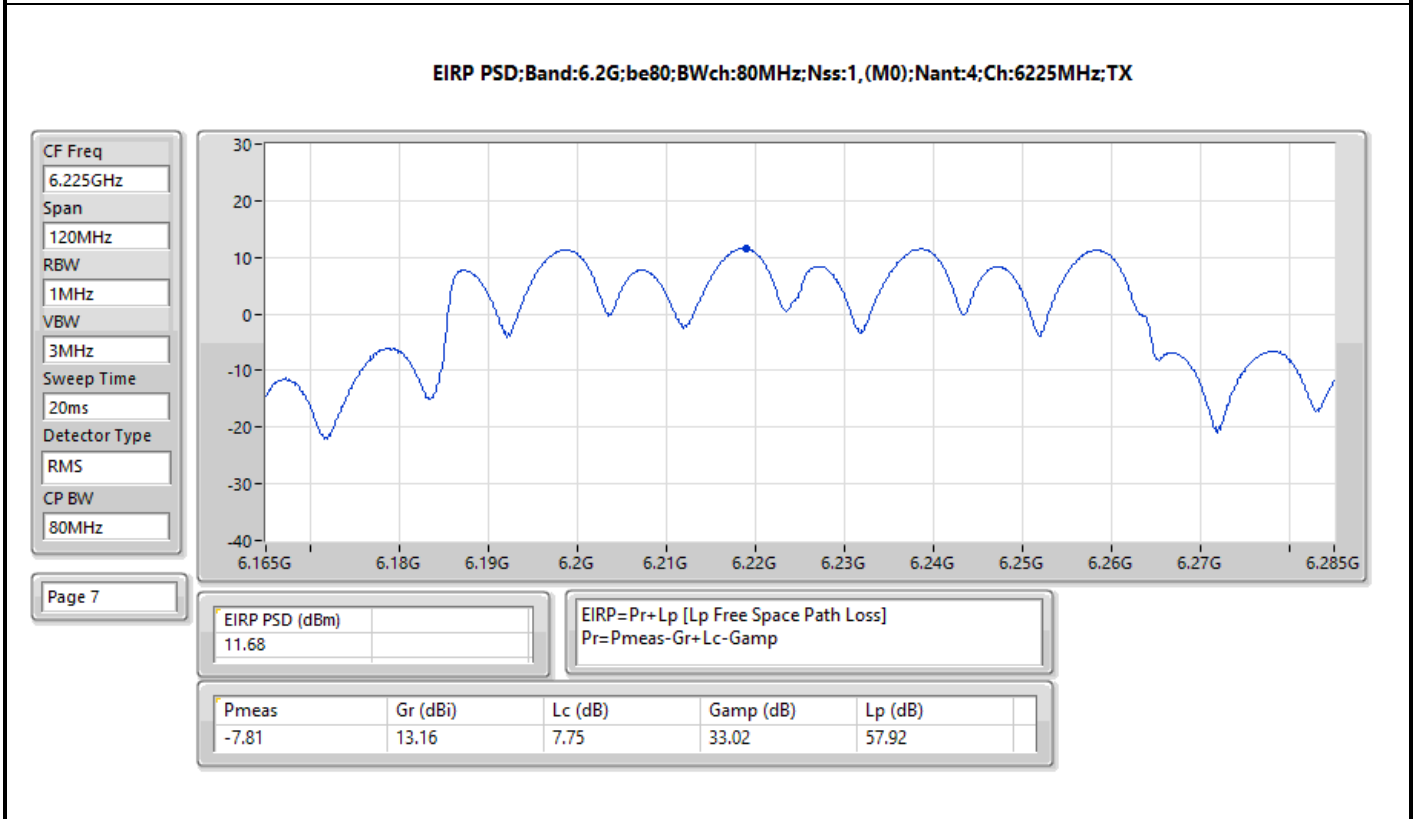 EIRP PSD;Band:6.2G;be80;BWch:80MHz;Nss:1,(M0);Nant:4;Ch:6225MHz;TX
CF Freq
6.225GHz
Span
120MHz
RBW
1MHz
VBW
3MHz
Sweep Time
20ms
Detector Type
RMS
CP BW
80MHz
Page 7
30
20
10
0
-10
-20
-30
-40
6.165G 6.18G 6.19G 6.2G 6.21G 6.22G 6.23G 6.24G 6.25G 6.26G 6.27G 6.285G
EIRP PSD (dBm)
11.68
EIRP=Pr+Lp [Lp Free Space Path Loss]
Pr=Pmeas-Gr+Lc-Gamp
Pmeas Gr (dBi) Lc (dB) Gamp (dB) Lp (dB)
-7.81 13.16 7.75 33.02 57.92